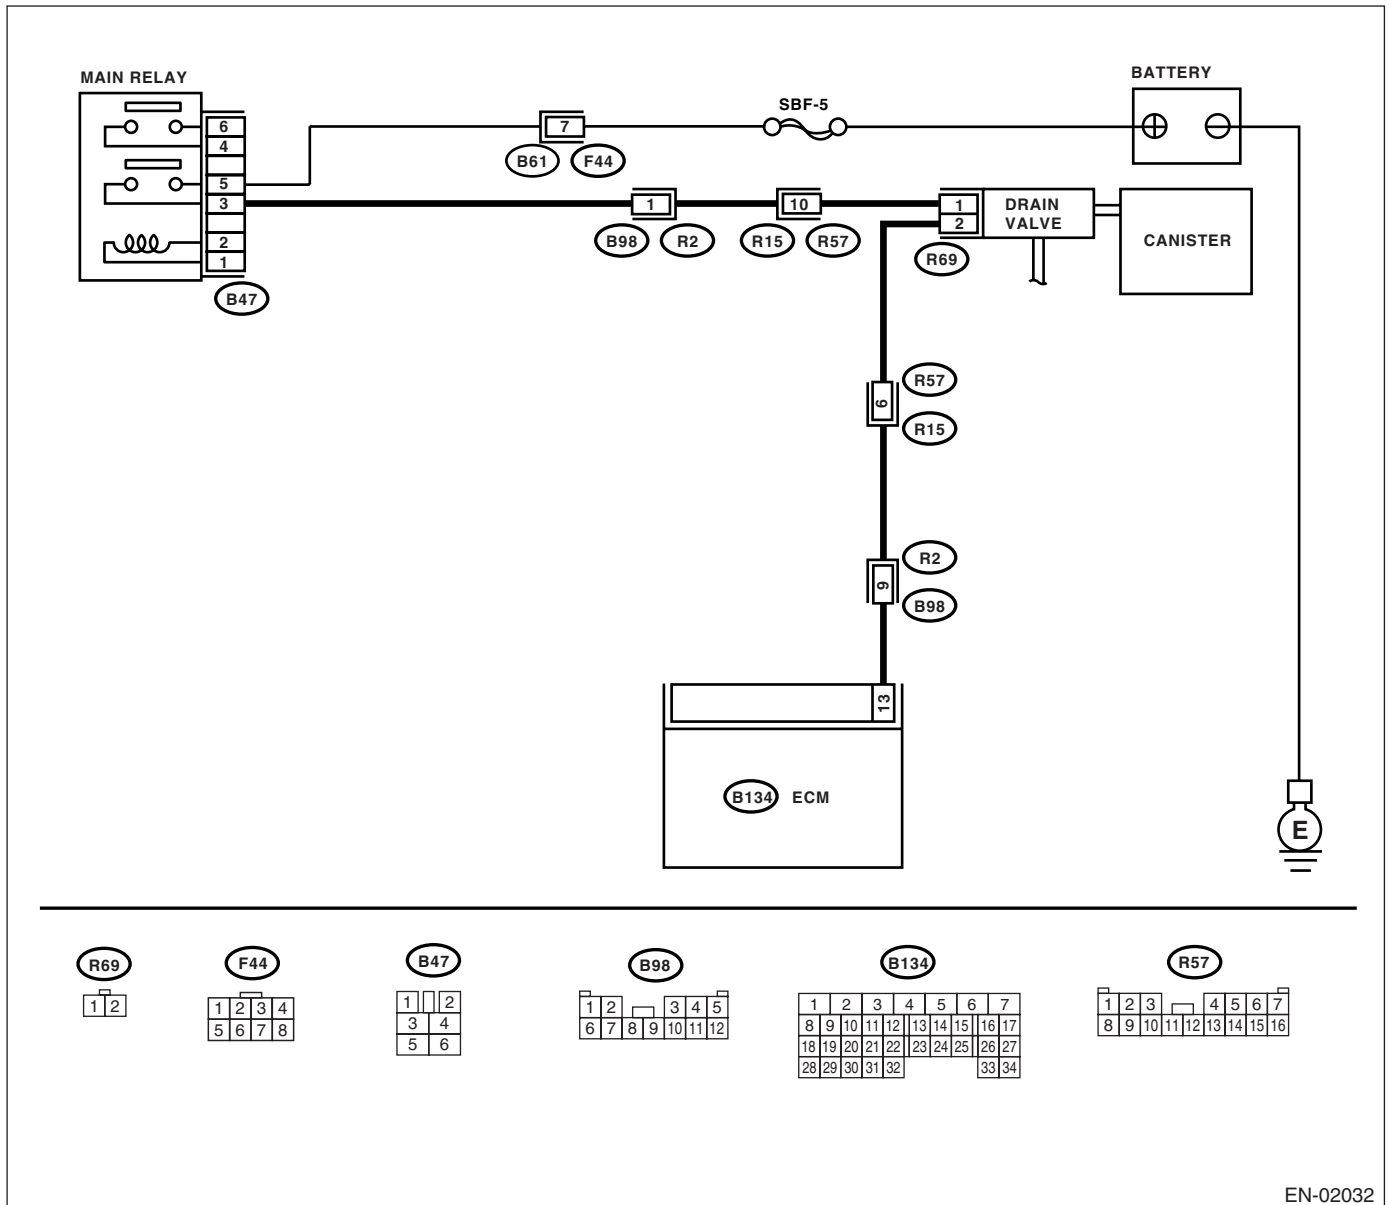 MAIN RELAY
BATTERY
SBF-5
6
4
5
3
2
1
B47
7
B61 F44
1
B98 R2
10
R15 R57
1
2
R69
DRAIN
VALVE
CANISTER
6
R57
R15
9
R2
B98
13
B134 ECM
E
R69
1 2
F44
1 2 3 4
5 6 7 8
B47
1 2
3 4
5 6
B98
1 2 3 4 5
6 7 8 9 10 11 12
B134
1 2 3 4 5 6 7
8 9 10 11 12 13 14 15 16 17
18 19 20 21 22 23 24 25 26 27
28 29 30 31 32 33 34
R57
1 2 3 4 5 6 7
8 9 10 11 12 13 14 15 16
EN-02032